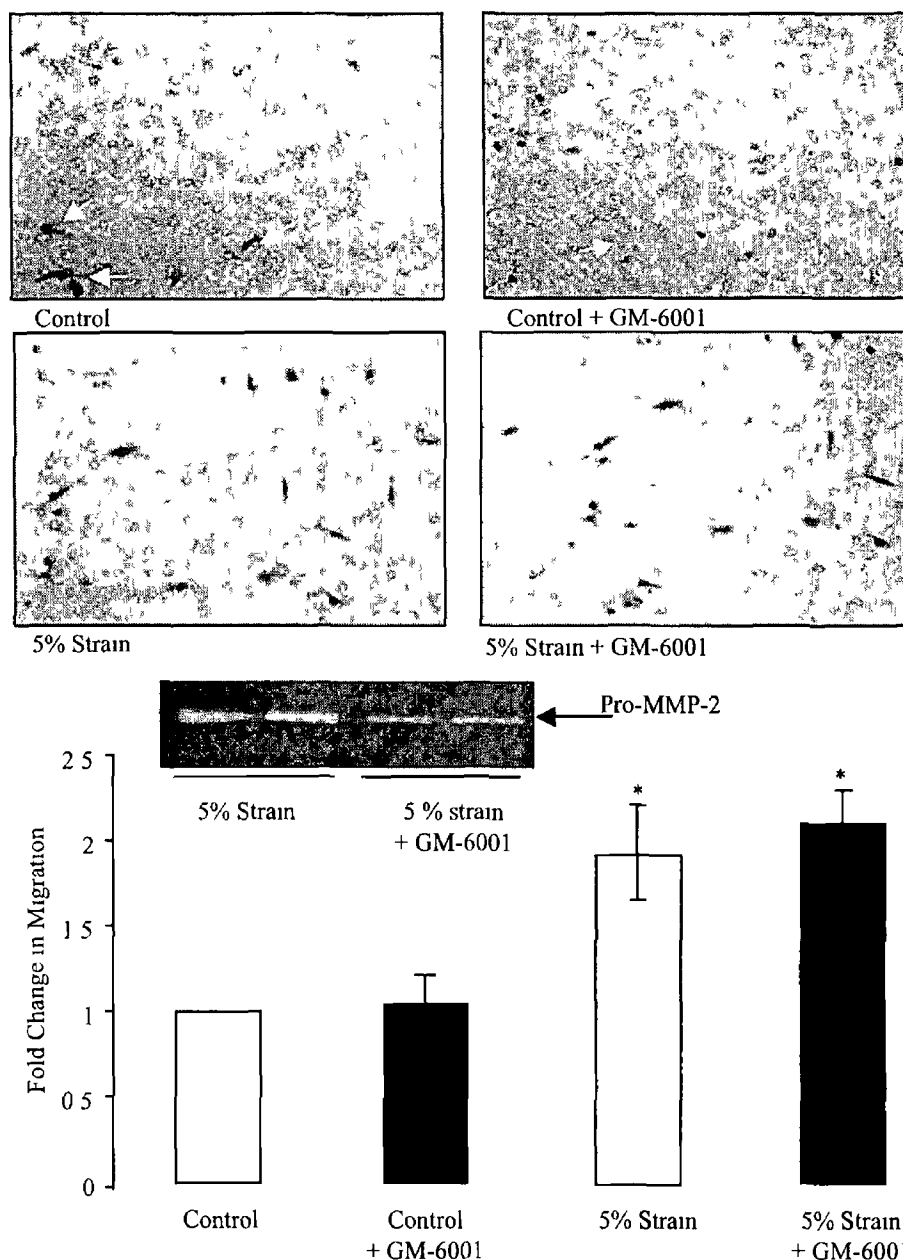 Control
Control + GM-6001
5% Strain
5% Strain + GM-6001
Pro-MMP-2
5% Strain
5 % strain
+ GM-6001
Fold Change in Migration
2 5
2
1 5
1
0 5
0
*
*
Control
Control
+ GM-6001
5% Strain
5% Strain
+ GM-6001